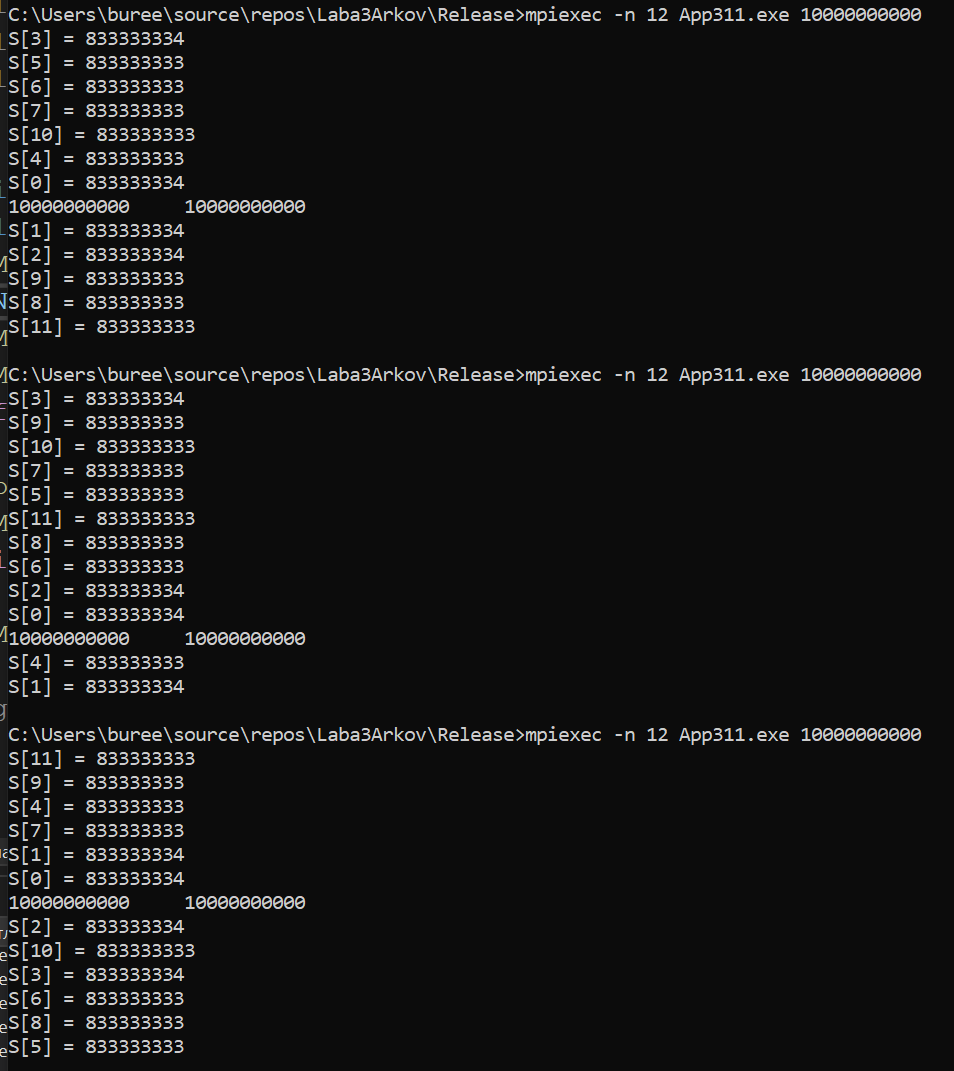 C:\Users\buree\source\repos\Laba3Arkov\Release>mpiexec -n 12 App311.exe 10000000000
S[3] = 833333334
S[5] = 833333333
S[6] = 833333333
S[7] = 833333333
S[10] = 833333333
S[4] = 833333333
S[0] = 833333334
10000000000     10000000000
S[1] = 833333334
S[2] = 833333334
S[9] = 833333333
S[8] = 833333333
S[11] = 833333333
C:\Users\buree\source\repos\Laba3Arkov\Release>mpiexec -n 12 App311.exe 10000000000
S[3] = 833333334
S[9] = 833333333
S[10] = 833333333
S[7] = 833333333
S[5] = 833333333
S[11] = 833333333
S[8] = 833333333
S[6] = 833333333
S[2] = 833333334
S[0] = 833333334
10000000000     10000000000
S[4] = 833333333
S[1] = 833333334
C:\Users\buree\source\repos\Laba3Arkov\Release>mpiexec -n 12 App311.exe 10000000000
S[11] = 833333333
S[9] = 833333333
S[4] = 833333333
S[7] = 833333333
S[1] = 833333334
S[0] = 833333334
10000000000     10000000000
S[2] = 833333334
S[10] = 833333333
S[3] = 833333334
S[6] = 833333333
S[8] = 833333333
S[5] = 833333333